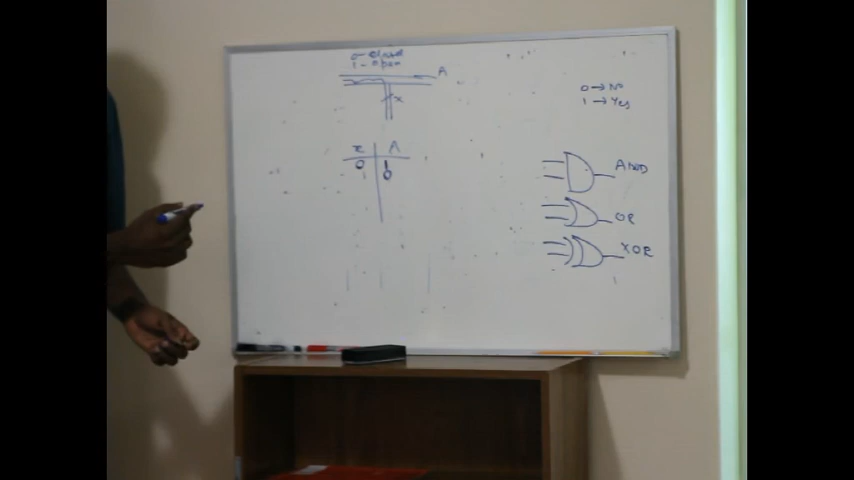 0- Closed
1- Open
A
x
0 → No
1 → Yes
x A
0 1
1 0
AND
OR
XOR